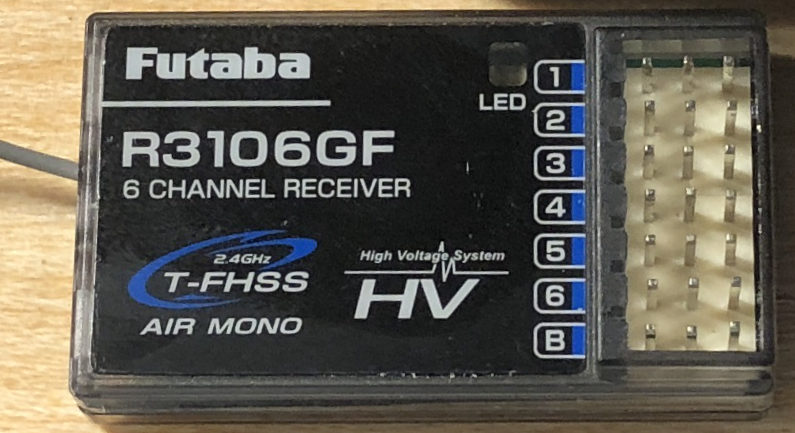 Futaba
LED
R3106GF
6 CHANNEL RECEIVER
2.4GHz
T-FHSS
AIR MONO
High Voltage System
HV
1
2
3
4
5
6
B